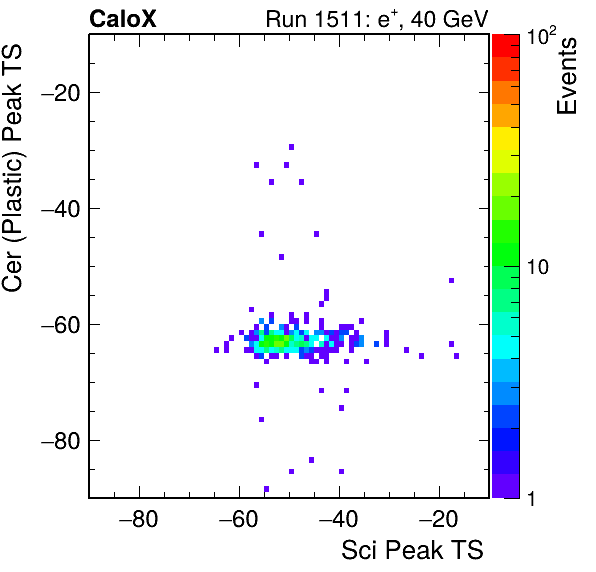 CaloX
Run 1511: e⁺, 40 GeV
Cer (Plastic) Peak TS
−20
−40
−60
−80
−80
−60
−40
−20
Sci Peak TS
10²
10
1
Events